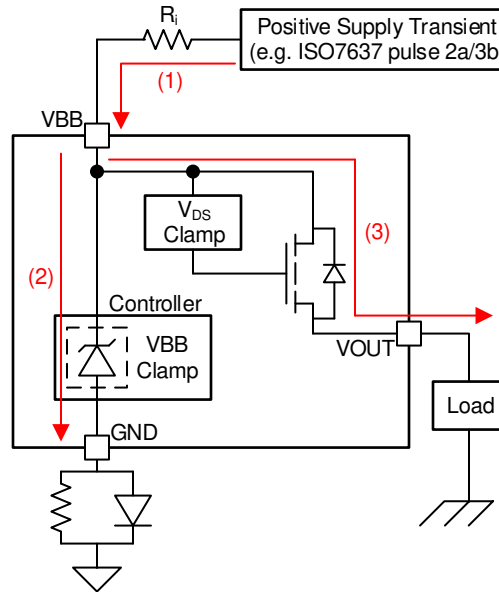 Ri
Positive Supply Transient
(e.g. ISO7637 pulse 2a/3b
(1)
VBB
VDS
Clamp
(3)
(2)
Controller
VBB
Clamp
VOUT
GND
Load